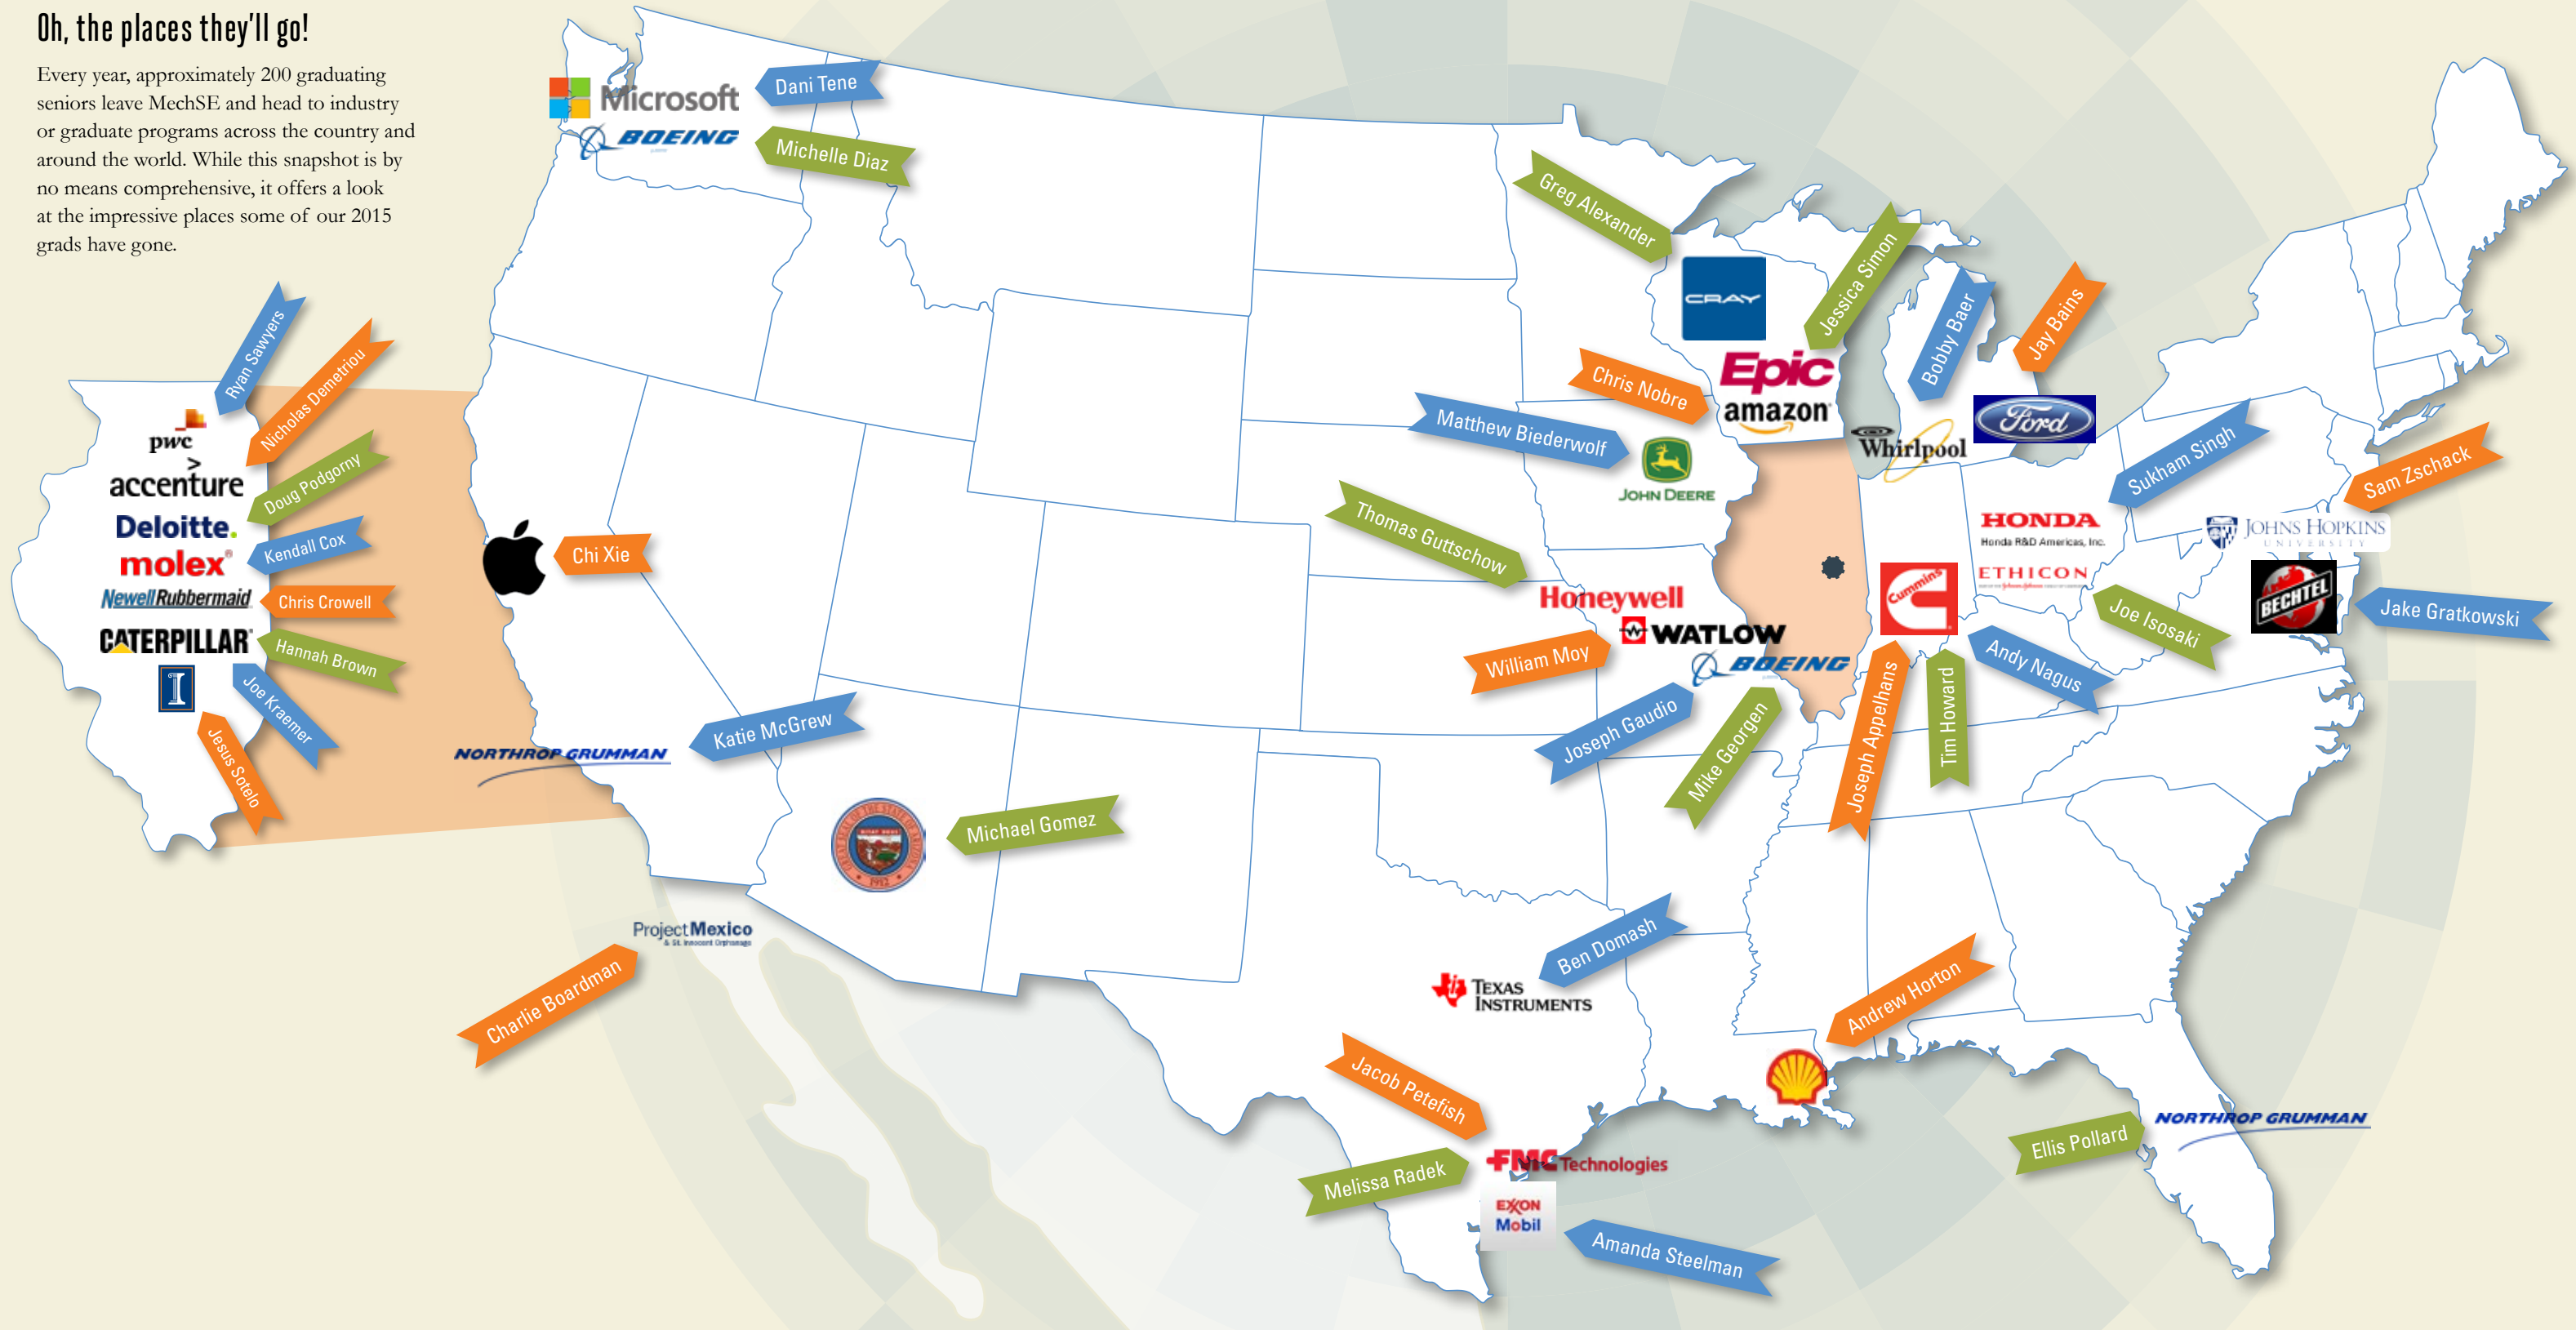 Oh, the places they'll go!
Every year, approximately 200 graduating
seniors leave MechSE and head to industry
or graduate programs across the country and
around the world. While this snapshot is by
no means comprehensive, it offers a look
at the impressive places some of our 2015
grads have gone.
Microsoft
Dani Tene
BOEING
Michelle Diaz
Greg Alexander
CRAY
Jessica Simon
Bobby Baer
Jay Bains
Epic
amazon
Chris Nobre
Ford
Whirlpool
Matthew Biederwolf
JOHN DEERE
Sukham Singh
Sam Zschack
Ryan Sawyers
Nicholas Demetriou
pwc
>
accenture
Doug Podgorny
Deloitte.
Kendall Cox
molex®
NewellRubbermaid
Chris Crowell
CATERPILLAR®
Hannah Brown
I
Joe Kraemer
Jesus Sotelo
Chi Xie
Thomas Guttschow
Honeywell
William Moy
WATLOW
BOEING
Joseph Gaudio
Mike Georgen
HONDA
Honda R&D Americas, Inc.
ETHICON
Joe Isosaki
JOHNS HOPKINS
UNIVERSITY
BECHTEL
Jake Gratkowski
Cummins
Andy Nagus
Joseph Appelhans
Tim Howard
NORTHROP GRUMMAN
Katie McGrew
1912
Michael Gomez
ProjectMexico
& St. Innocent Orphanage
Charlie Boardman
Ben Domash
TEXAS
INSTRUMENTS
Andrew Horton
Jacob Petefish
FMC Technologies
Melissa Radek
EXXON
Mobil
Amanda Steelman
NORTHROP GRUMMAN
Ellis Pollard